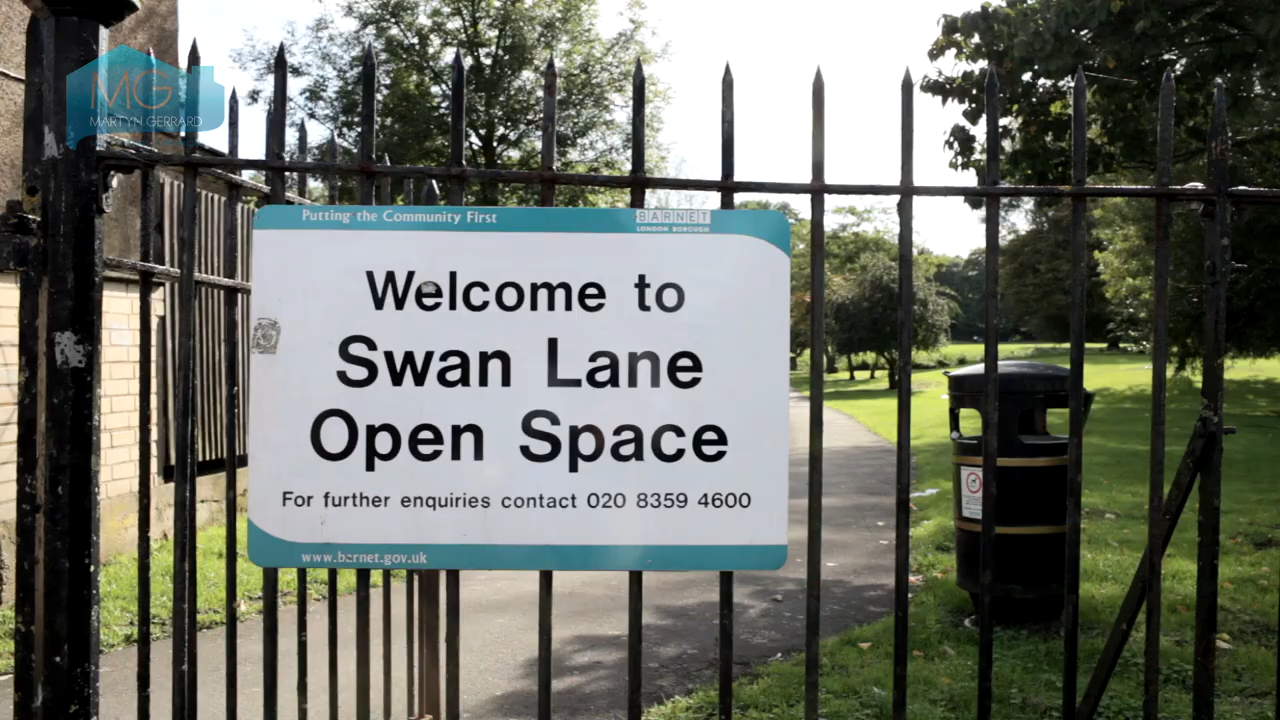 MG
MARTYN GERRARD
Putting the Community First
BARNET
LONDON BOROUGH
Welcome to
Swan Lane
Open Space
For further enquiries contact 020 8359 4600
www.barnet.gov.uk